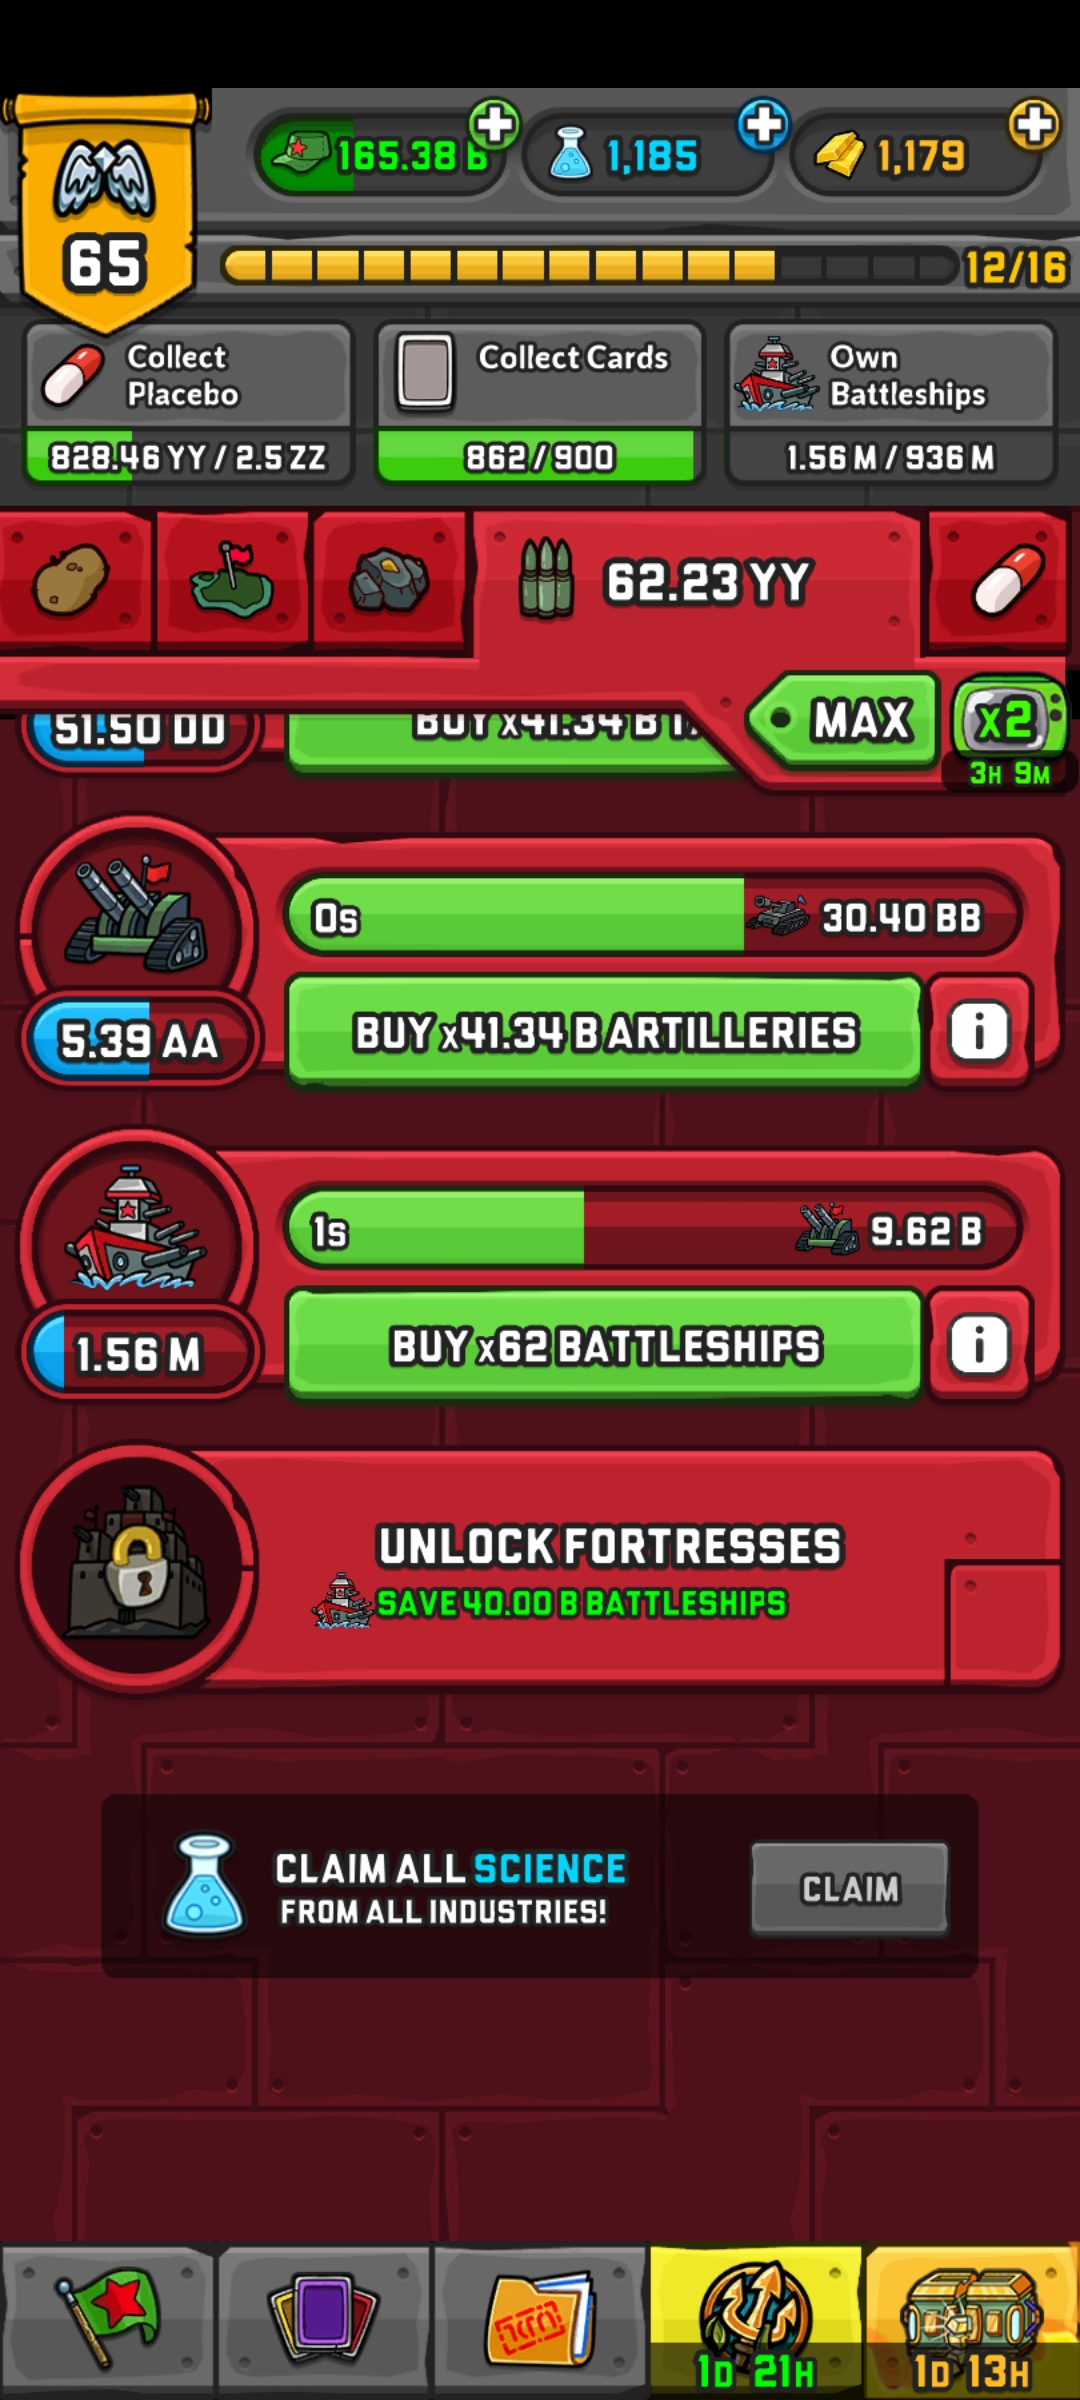 65
165.38 B
1,185
1,179
12/16
Collect
Placebo
828.46 YY / 2.5 ZZ
Collect Cards
862/900
Own
Battleships
1.56 M / 936 M
62.23 YY
MAX
x2
3H 9M
51.50 DD
BUY x41.34 B
0s
30.40 BB
5.39 AA
BUY x41.34 B ARTILLERIES
i
1s
9.62 B
1.56 M
BUY x62 BATTLESHIPS
i
UNLOCK FORTRESSES
SAVE 40.00 B BATTLESHIPS
CLAIM ALL SCIENCE
FROM ALL INDUSTRIES!
CLAIM
1D 21H
1D 13H